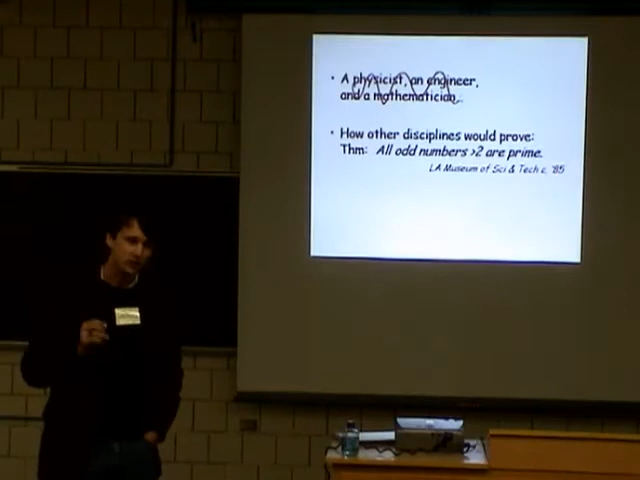 • A physicist, an engineer,
and a mathematician...
• How other disciplines would prove:
Thm: All odd numbers >2 are prime.
LA Museum of Sci & Tech c. '85